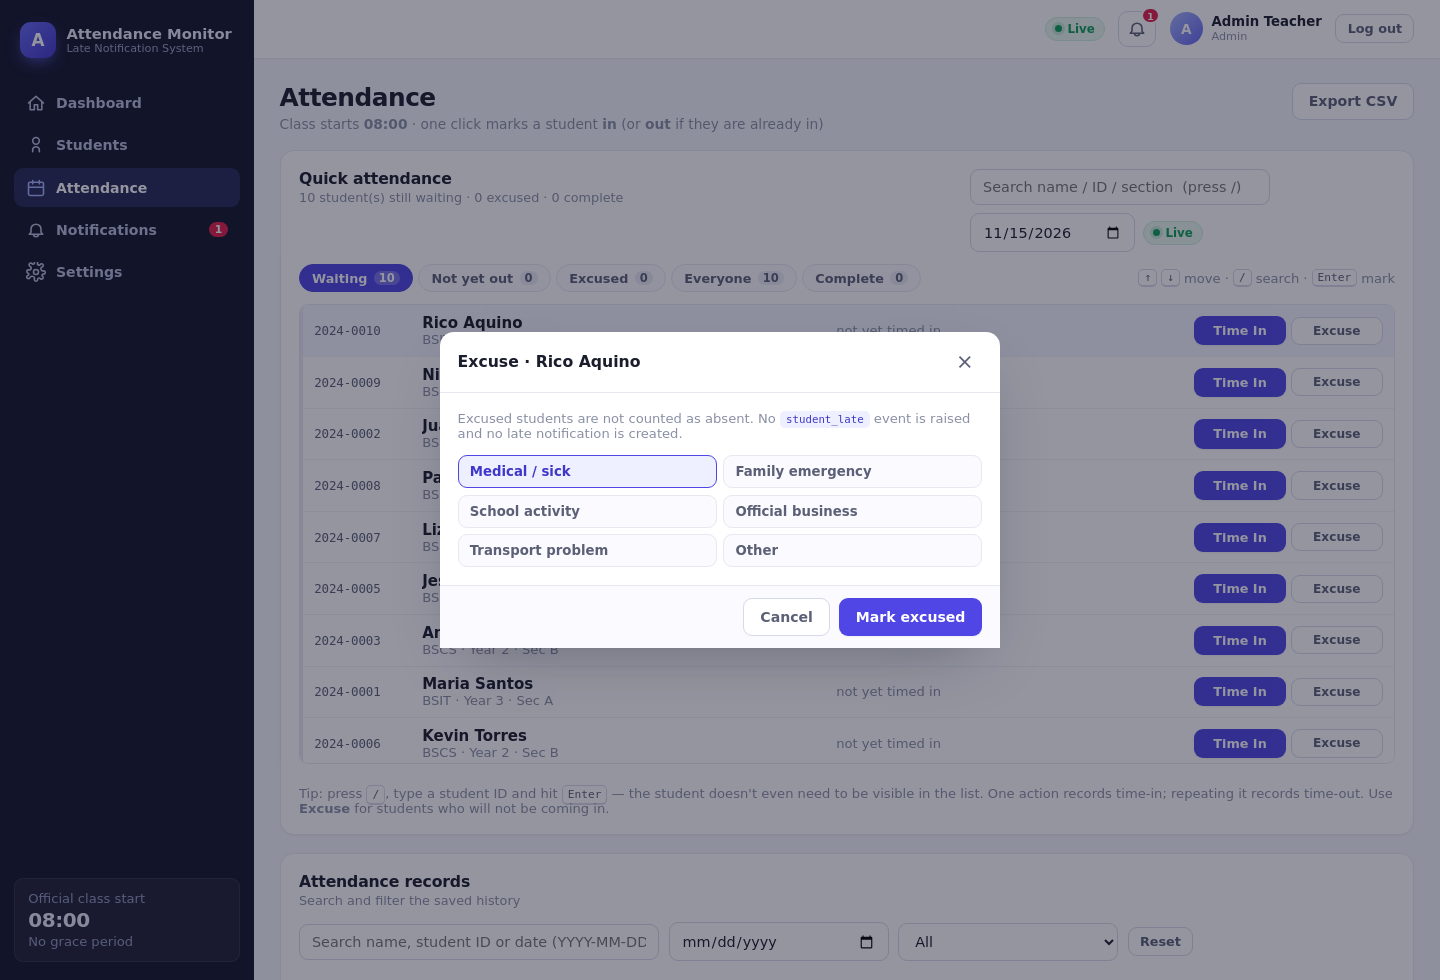 A
Attendance Monitor
Late Notification System
Dashboard
Students
Attendance
Notifications 1
Settings
Official class start
08:00
No grace period
Live
1
A
Admin Teacher
Admin
Log out
Attendance
Class starts 08:00 · one click marks a student in (or out if they are already in)
Export CSV
Quick attendance
10 student(s) still waiting · 0 excused · 0 complete
Search name / ID / section (press /)
11/15/2026
Live
Waiting 10 Not yet out 0 Excused 0 Everyone 10 Complete 0
↑ ↓ move · / search · Enter mark
2024-0010 Rico Aquino not yet timed in Time In Excuse
2024-0009 Time In Excuse
2024-0002 Time In Excuse
2024-0008 Time In Excuse
2024-0007 Time In Excuse
2024-0005 Time In Excuse
2024-0003 Time In Excuse
BSCS · Year 2 · Sec B
2024-0001 Maria Santos not yet timed in Time In Excuse
BSIT · Year 3 · Sec A
2024-0006 Kevin Torres not yet timed in Time In Excuse
BSCS · Year 2 · Sec B
Excuse · Rico Aquino
Excused students are not counted as absent. No student_late event is raised
and no late notification is created.
Medical / sick Family emergency
School activity Official business
Transport problem Other
Cancel Mark excused
Tip: press /, type a student ID and hit Enter — the student doesn't even need to be visible in the list. One action records time-in; repeating it records time-out. Use
Excuse for students who will not be coming in.
Attendance records
Search and filter the saved history
Search name, student ID or date (YYYY-MM-DD
mm/dd/yyyy
All
Reset